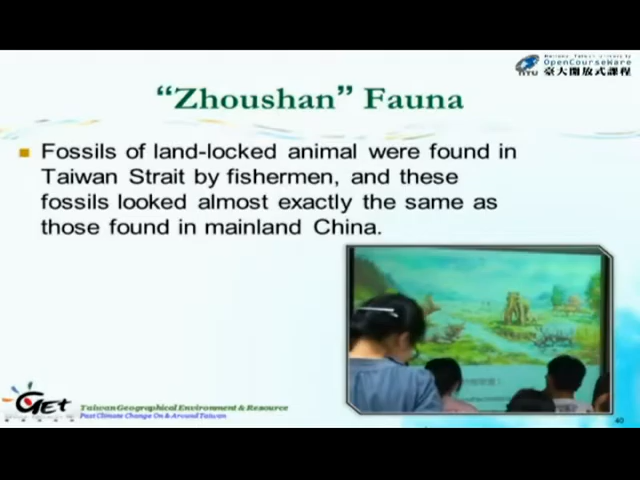 OpenCourseWare
NTU 臺大開放式課程
“Zhoushan” Fauna
Fossils of land-locked animal were found in
Taiwan Strait by fishermen, and these
fossils looked almost exactly the same as
those found in mainland China.
GET
Taiwan Geographical Environment & Resource
Past Climate Change On & Around Taiwan
40